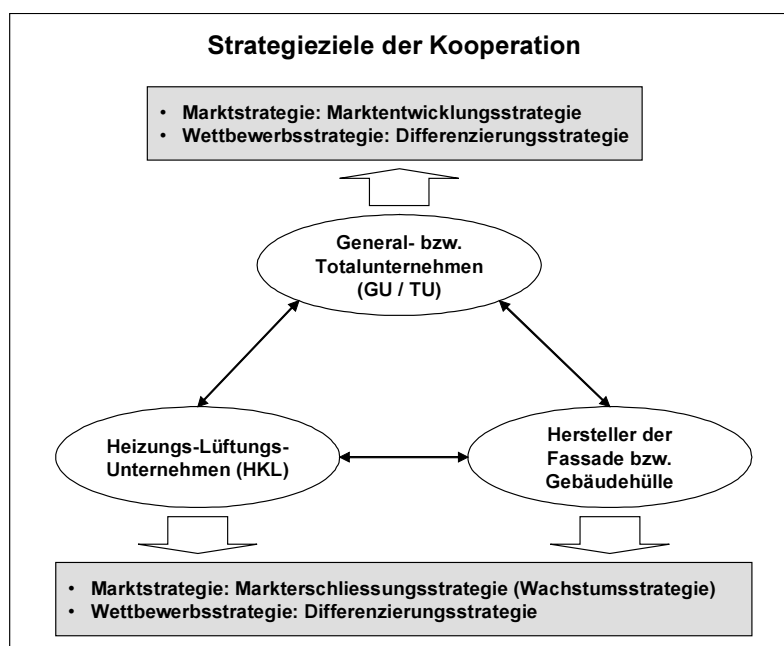 Strategieziele der Kooperation
• Marktstrategie: Marktentwicklungsstrategie
• Wettbewerbsstrategie: Differenzierungsstrategie
General- bzw.
Totalunternehmen
(GU / TU)
Heizungs-Lüftungs-
Unternehmen (HKL)
Hersteller der
Fassade bzw.
Gebäudehülle
• Marktstrategie: Markterschliessungsstrategie (Wachstumsstrategie)
• Wettbewerbsstrategie: Differenzierungsstrategie